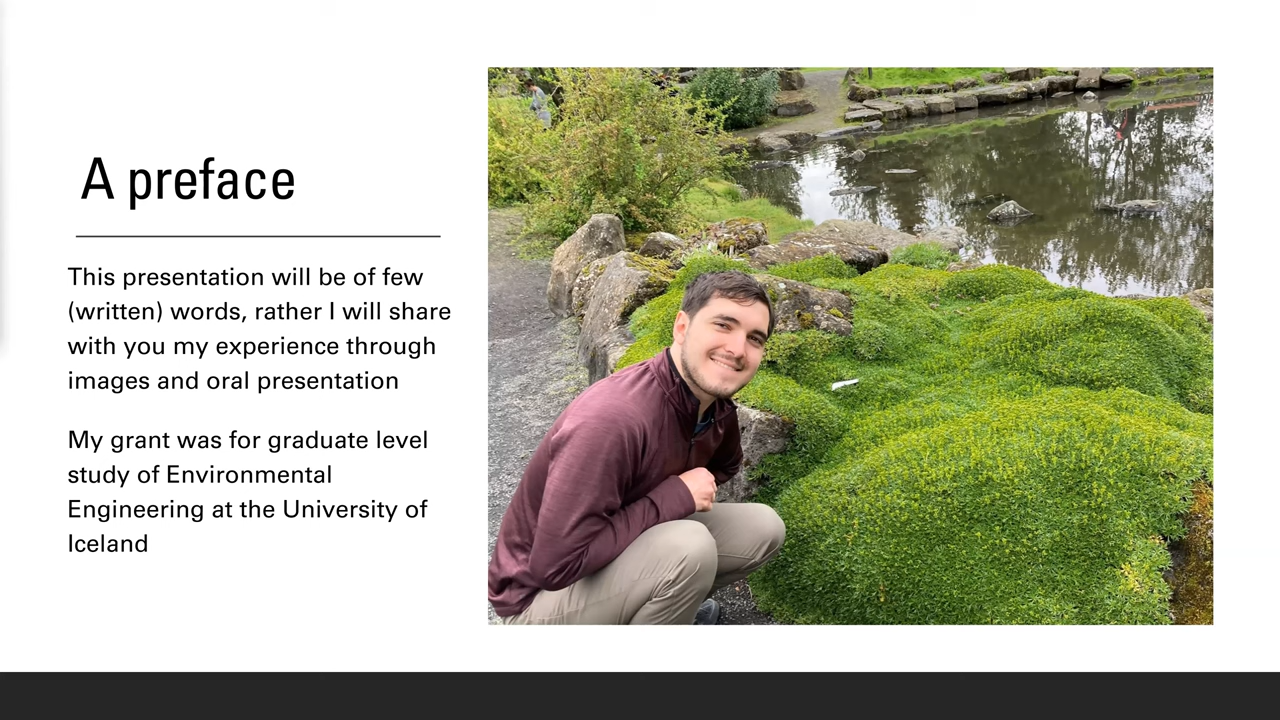 A preface
This presentation will be of few
(written) words, rather I will share
with you my experience through
images and oral presentation
My grant was for graduate level
study of Environmental
Engineering at the University of
Iceland